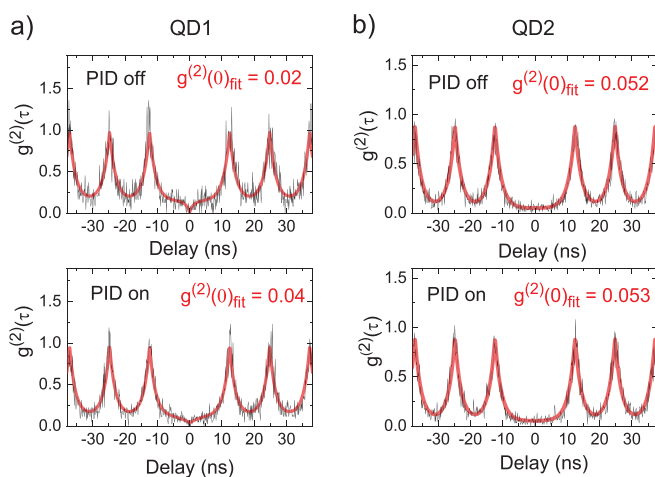 a) QD1
b) QD2
PID off g⁽²⁾(0)fit = 0.02
g⁽²⁾(τ)
1.5
1.0
0.5
0.0
-30 -20 -10 0 10 20 30
Delay (ns)
PID off g⁽²⁾(0)fit = 0.052
g⁽²⁾(τ)
1.5
1.0
0.5
0.0
-30 -20 -10 0 10 20 30
Delay (ns)
PID on g⁽²⁾(0)fit = 0.04
g⁽²⁾(τ)
1.5
1.0
0.5
0.0
-30 -20 -10 0 10 20 30
Delay (ns)
PID on g⁽²⁾(0)fit = 0.053
g⁽²⁾(τ)
1.5
1.0
0.5
0.0
-30 -20 -10 0 10 20 30
Delay (ns)